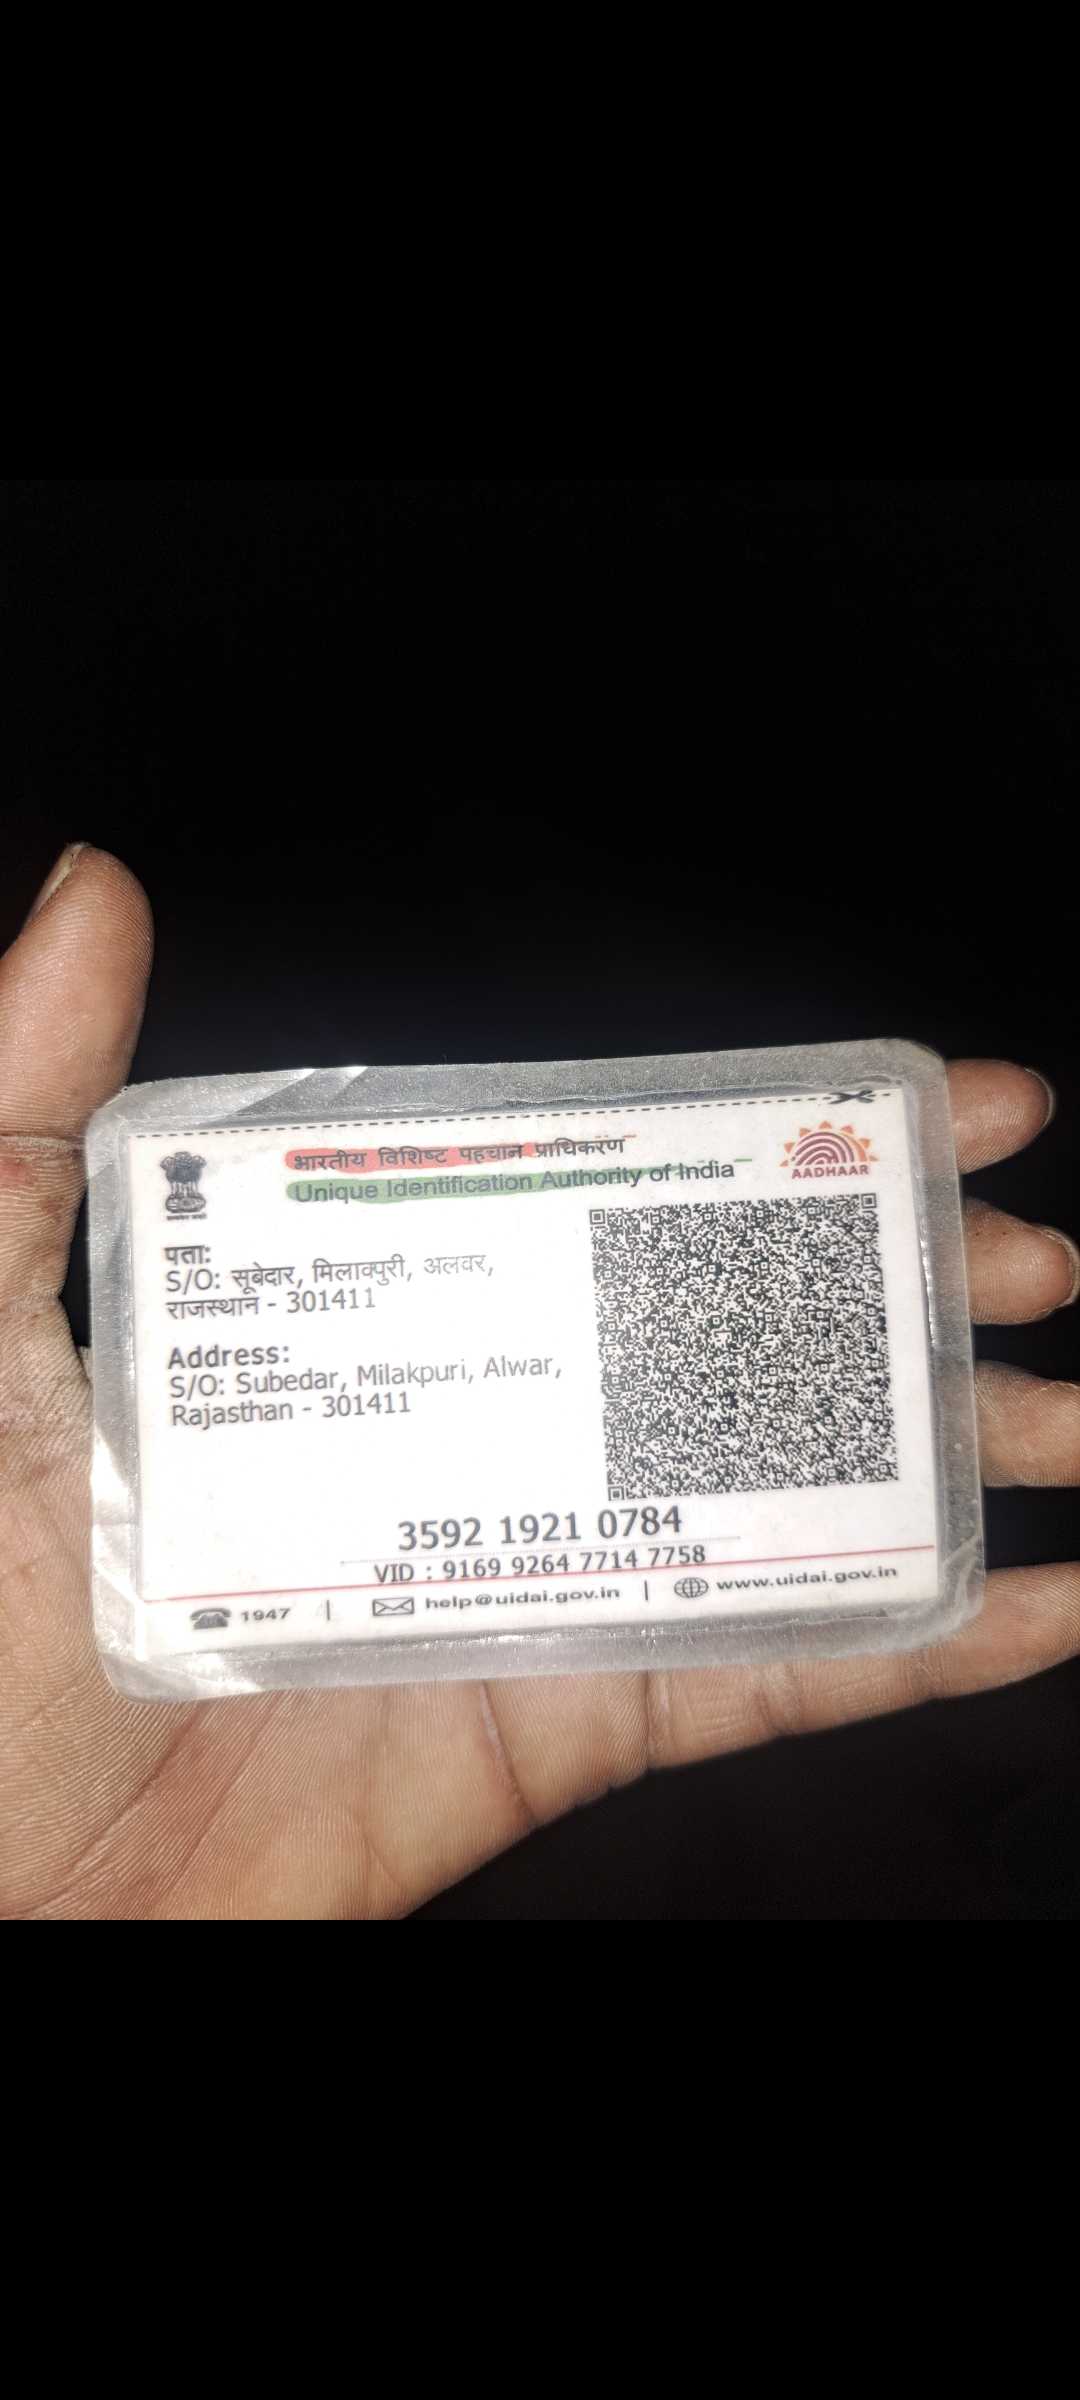 भारतीय विशिष्ट पहचान प्राधिकरण
Unique Identification Authority of India
AADHAAR
पता:
S/O: सूबेदार, मिलाक्पुरी, अलवर,
राजस्थान - 301411
Address:
S/O: Subedar, Milakpuri, Alwar,
Rajasthan - 301411
3592 1921 0784
VID : 9169 9264 7714 7758
1947 | help@uidai.gov.in | www.uidai.gov.in